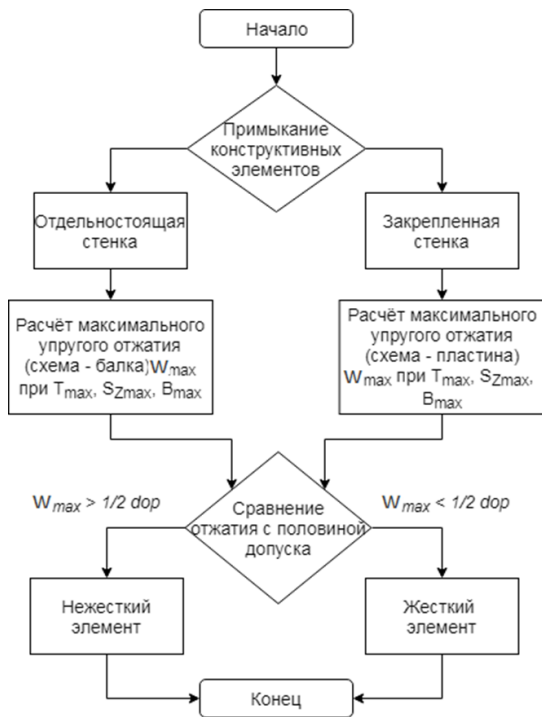 Начало
Примыкание
конструктивных
элементов
Отдельностоящая
стенка
Закрепленная
стенка
Расчёт максимального
упругого отжатия
(схема - балка)Wmax
при Tmax, SZmax, Bmax
Расчёт максимального
упругого отжатия
(схема - пластина)
Wmax при Tmax, SZmax,
Bmax
Wmax > 1/2 dop
Сравнение
отжатия с половиной
допуска
Wmax < 1/2 dop
Нежесткий
элемент
Жесткий
элемент
Конец